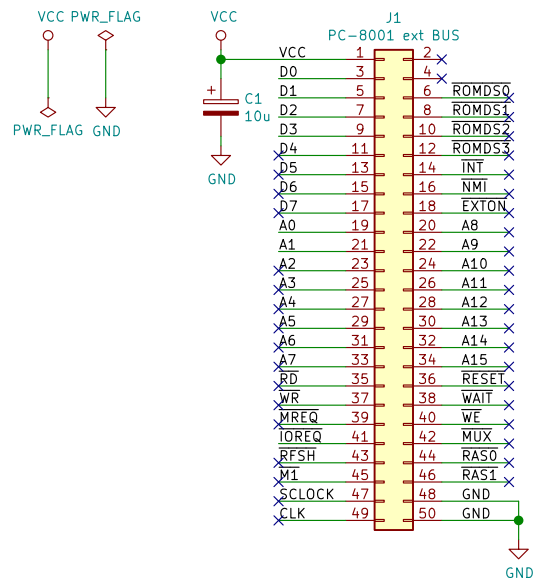 VCC PWR_FLAG
PWR_FLAG GND
VCC
C1
10u
GND
J1
PC-8001 ext BUS
VCC 1 2
D0 3 4
D1 5 6 ROMDS0
D2 7 8 ROMDS1
D3 9 10 ROMDS2
D4 11 12 ROMDS3
D5 13 14 INT
D6 15 16 NMI
D7 17 18 EXTON
A0 19 20 A8
A1 21 22 A9
A2 23 24 A10
A3 25 26 A11
A4 27 28 A12
A5 29 30 A13
A6 31 32 A14
A7 33 34 A15
RD 35 36 RESET
WR 37 38 WAIT
MREQ 39 40 WE
IOREQ 41 42 MUX
RFSH 43 44 RAS0
M1 45 46 RAS1
SCLOCK 47 48 GND
CLK 49 50 GND
GND